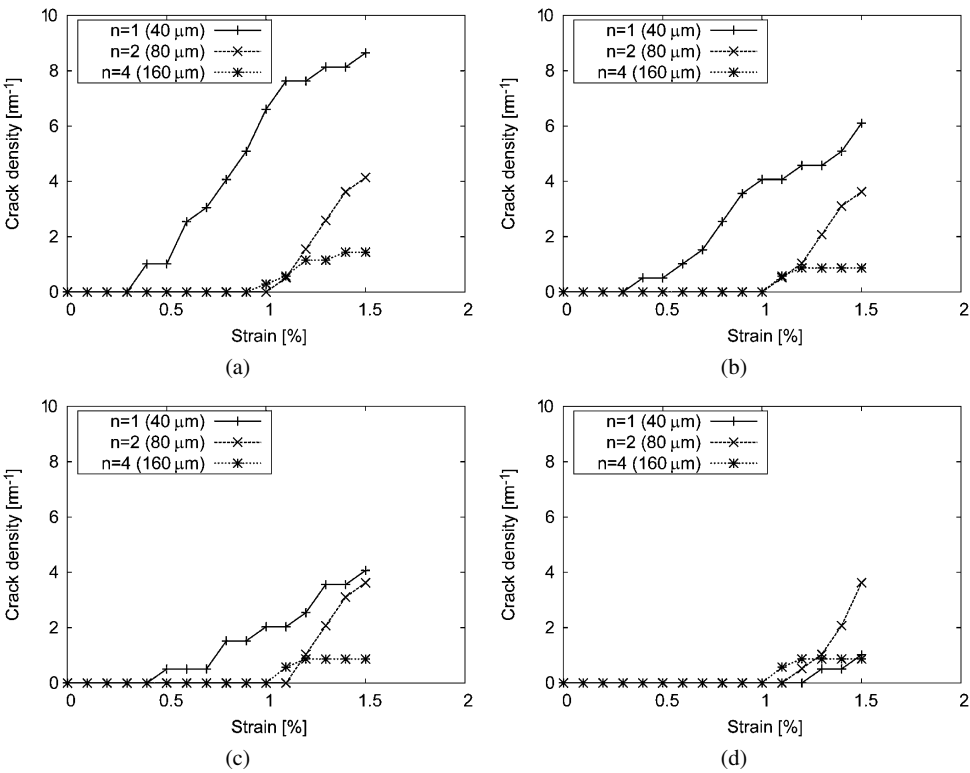 10
8
6
4
2
0
Crack density [m⁻¹]
n=1 (40 μm)
n=2 (80 μm)
n=4 (160 μm)
0 0.5 1.0 1.5 2
Strain [%]
(a)
10
8
6
4
2
0
Crack density [m⁻¹]
n=1 (40 μm)
n=2 (80 μm)
n=4 (160 μm)
0 0.5 1.0 1.5 2
Strain [%]
(b)
10
8
6
4
2
0
Crack density [m⁻¹]
n=1 (40 μm)
n=2 (80 μm)
n=4 (160 μm)
0 0.5 1.0 1.5 2
Strain [%]
(c)
10
8
6
4
2
0
Crack density [m⁻¹]
n=1 (40 μm)
n=2 (80 μm)
n=4 (160 μm)
0 0.5 1.0 1.5 2
Strain [%]
(d)